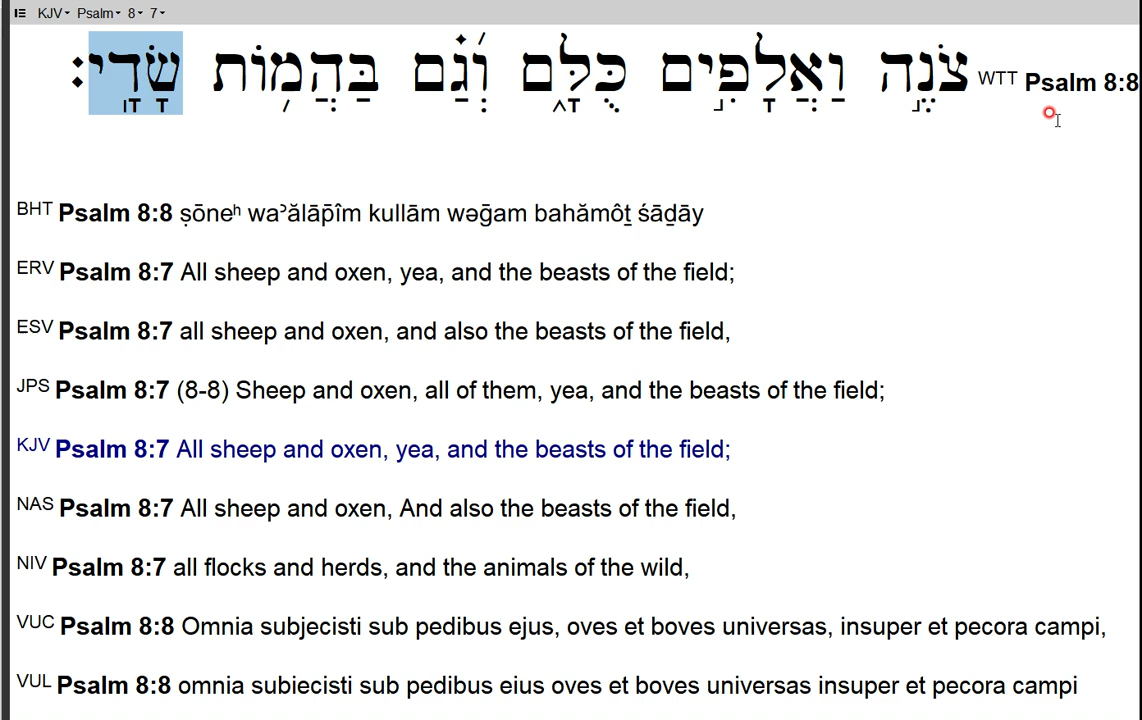 KJV Psalm 8 7
צֹנֶ֣ה וַאֲלָפִ֣ים כֻּלָּ֑ם וְ֜גַ֗ם בַּהֲמ֥וֹת שָׂדָֽי׃ WTT Psalm 8:8
BHT Psalm 8:8 ṣōneʰ waʾălāp̄îm kullām wəḡam bahămôṯ śāḏāy
ERV Psalm 8:7 All sheep and oxen, yea, and the beasts of the field;
ESV Psalm 8:7 all sheep and oxen, and also the beasts of the field,
JPS Psalm 8:7 (8-8) Sheep and oxen, all of them, yea, and the beasts of the field;
KJV Psalm 8:7 All sheep and oxen, yea, and the beasts of the field;
NAS Psalm 8:7 All sheep and oxen, And also the beasts of the field,
NIV Psalm 8:7 all flocks and herds, and the animals of the wild,
VUC Psalm 8:8 Omnia subjecisti sub pedibus ejus, oves et boves universas, insuper et pecora campi,
VUL Psalm 8:8 omnia subiecisti sub pedibus eius oves et boves universas insuper et pecora campi